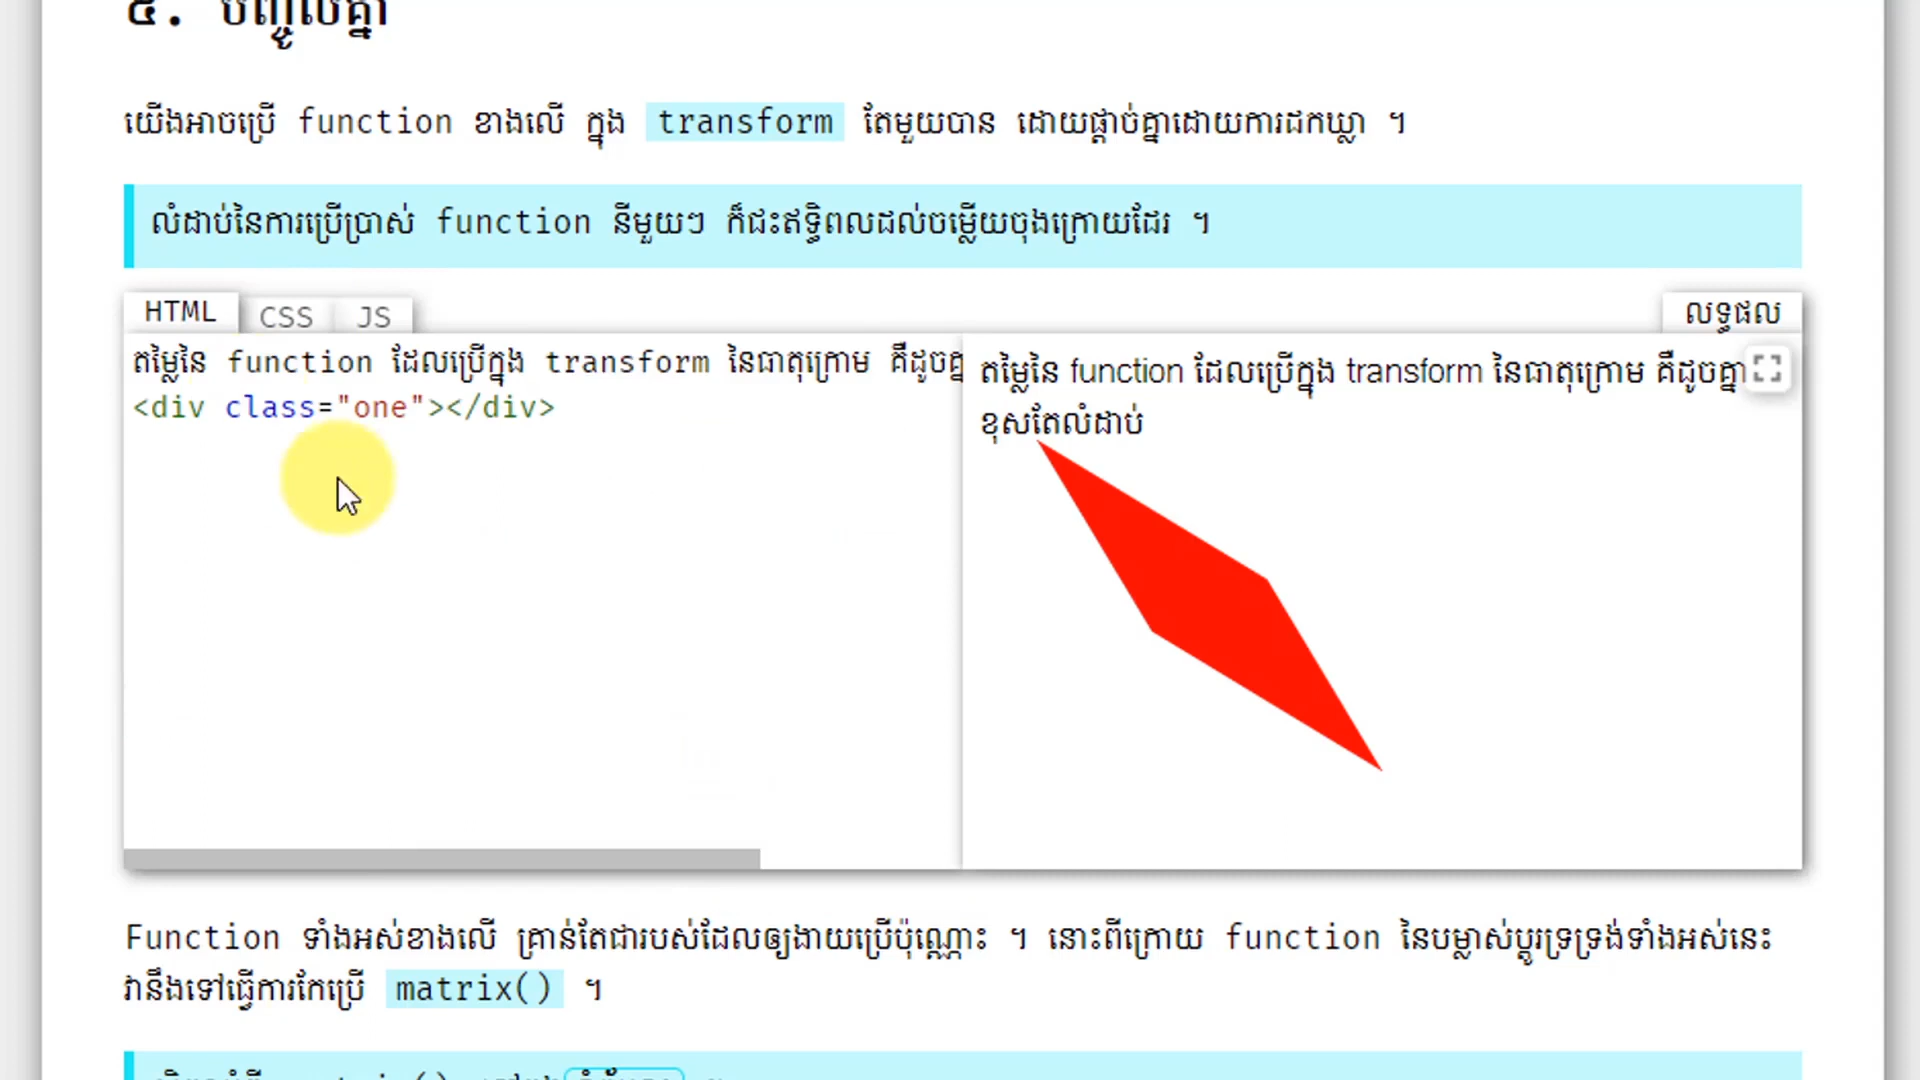 ៥. បញ្ចូលគ្នា
យើងអាចប្រើ function ខាងលើ ក្នុង transform តែមួយបាន ដោយផ្តាច់គ្នាដោយការដកឃ្លា ។
លំដាប់នៃការប្រើប្រាស់ function នីមួយៗ ក៏ជះឥទ្ធិពលដល់ចម្លើយចុងក្រោយដែរ ។
HTML CSS JS
លទ្ធផល
តម្លៃនៃ function ដែលប្រើក្នុង transform នៃធាតុក្រោម គឺដូចគ្ន
<div class="one"></div>
តម្លៃនៃ function ដែលប្រើក្នុង transform នៃធាតុក្រោម គឺដូចគ្នា
ខុសតែលំដាប់
Function ទាំងអស់ខាងលើ គ្រាន់តែជារបស់ដែលឲ្យងាយប្រើប៉ុណ្ណោះ ។ នោះពីក្រោយ function នៃបម្លាស់ប្តូរទ្រទ្រង់ទាំងអស់នេះ
វានឹងទៅធ្វើការកែប្រើ matrix() ។